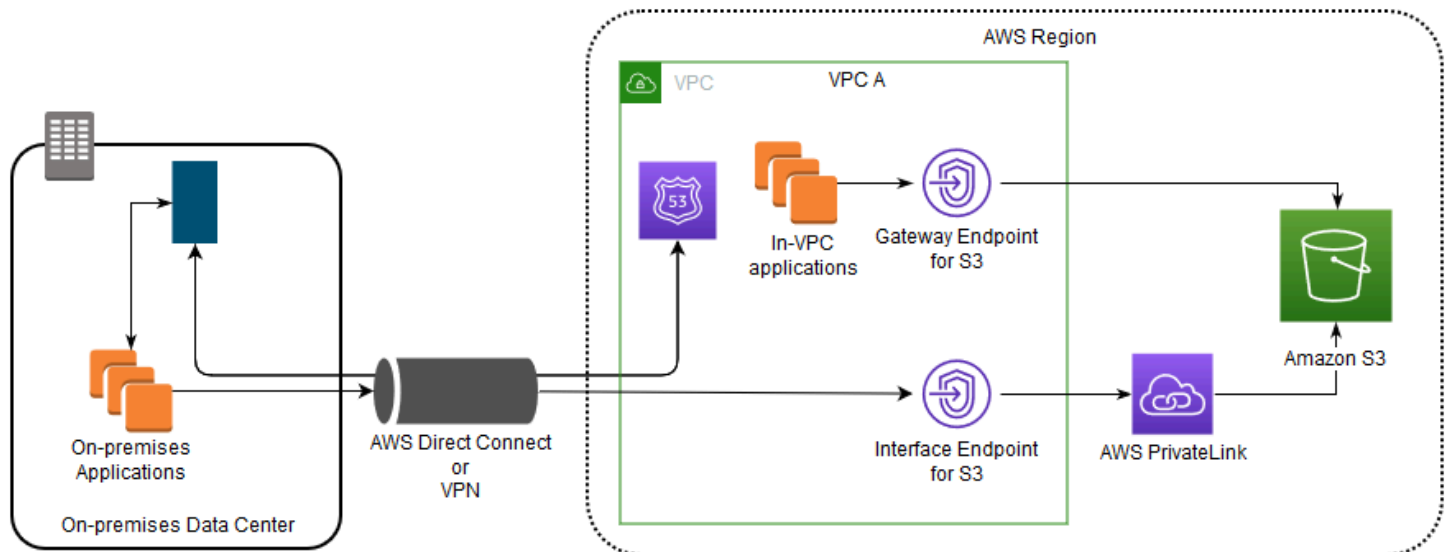 AWS Region
VPC
VPC A
53
In-VPC
applications
Gateway Endpoint
for S3
Amazon S3
On-premises
Applications
AWS Direct Connect
or
VPN
Interface Endpoint
for S3
AWS PrivateLink
On-premises Data Center